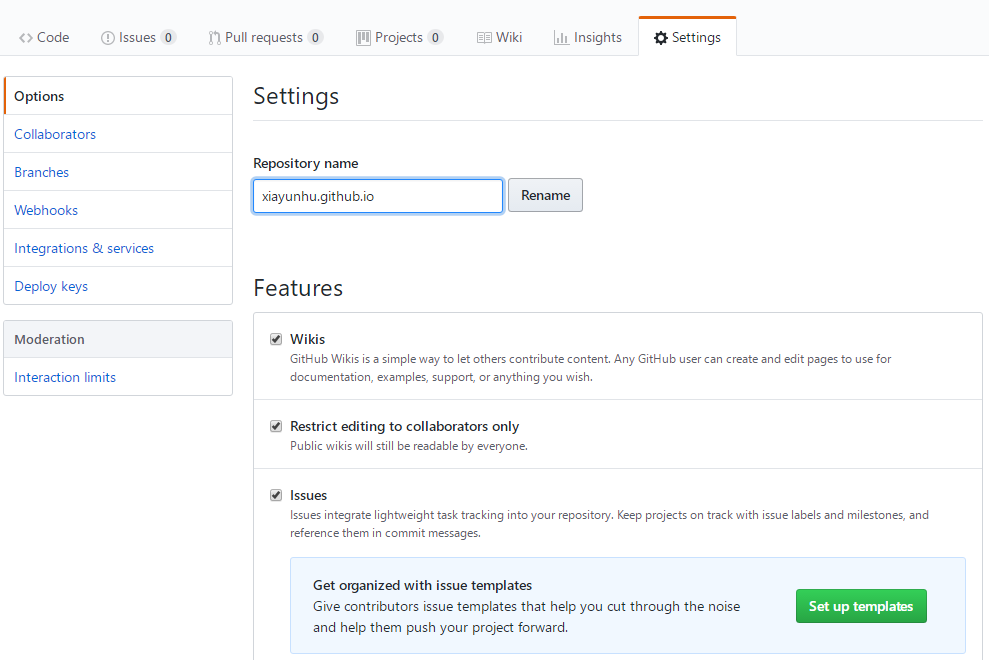 Code Issues 0 Pull requests 0 Projects 0 Wiki Insights Settings
Options
Collaborators
Branches
Webhooks
Integrations & services
Deploy keys
Moderation
Interaction limits
Settings
Repository name
xiayunhu.github.io Rename
Features
Wikis
GitHub Wikis is a simple way to let others contribute content. Any GitHub user can create and edit pages to use for
documentation, examples, support, or anything you wish.
Restrict editing to collaborators only
Public wikis will still be readable by everyone.
Issues
Issues integrate lightweight task tracking into your repository. Keep projects on track with issue labels and milestones, and
reference them in commit messages.
Get organized with issue templates
Give contributors issue templates that help you cut through the noise
and help them push your project forward.
Set up templates